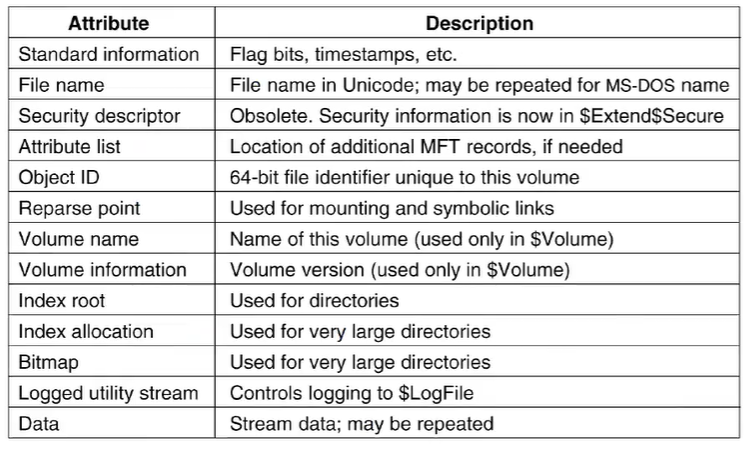 Attribute Description
Standard information Flag bits, timestamps, etc.
File name File name in Unicode; may be repeated for MS-DOS name
Security descriptor Obsolete. Security information is now in $Extend$Secure
Attribute list Location of additional MFT records, if needed
Object ID 64-bit file identifier unique to this volume
Reparse point Used for mounting and symbolic links
Volume name Name of this volume (used only in $Volume)
Volume information Volume version (used only in $Volume)
Index root Used for directories
Index allocation Used for very large directories
Bitmap Used for very large directories
Logged utility stream Controls logging to $LogFile
Data Stream data; may be repeated